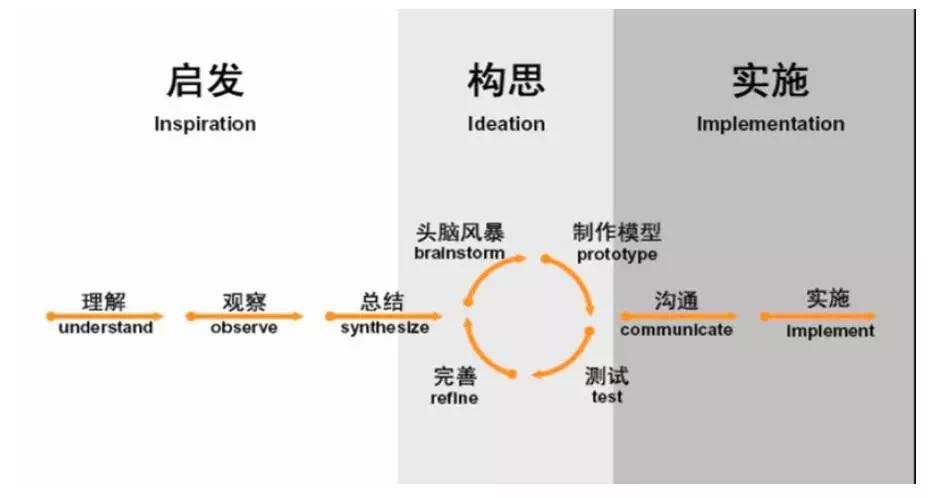 启发
Inspiration
构思
Ideation
实施
Implementation
理解
understand
观察
observe
总结
synthesize
头脑风暴
brainstorm
制作模型
prototype
测试
test
完善
refine
沟通
communicate
实施
implement